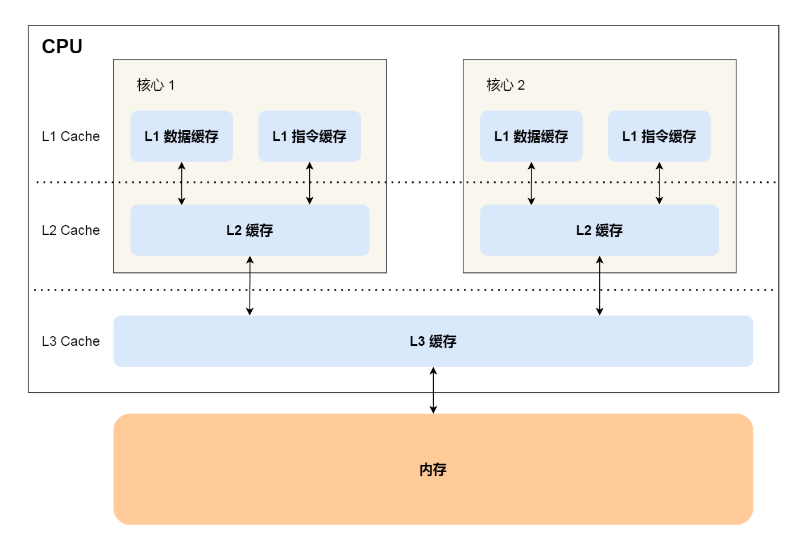 CPU
核心 1
核心 2
L1 Cache
L1 数据缓存
L1 指令缓存
L1 数据缓存
L1 指令缓存
L2 Cache
L2 缓存
L2 缓存
L3 Cache
L3 缓存
内存